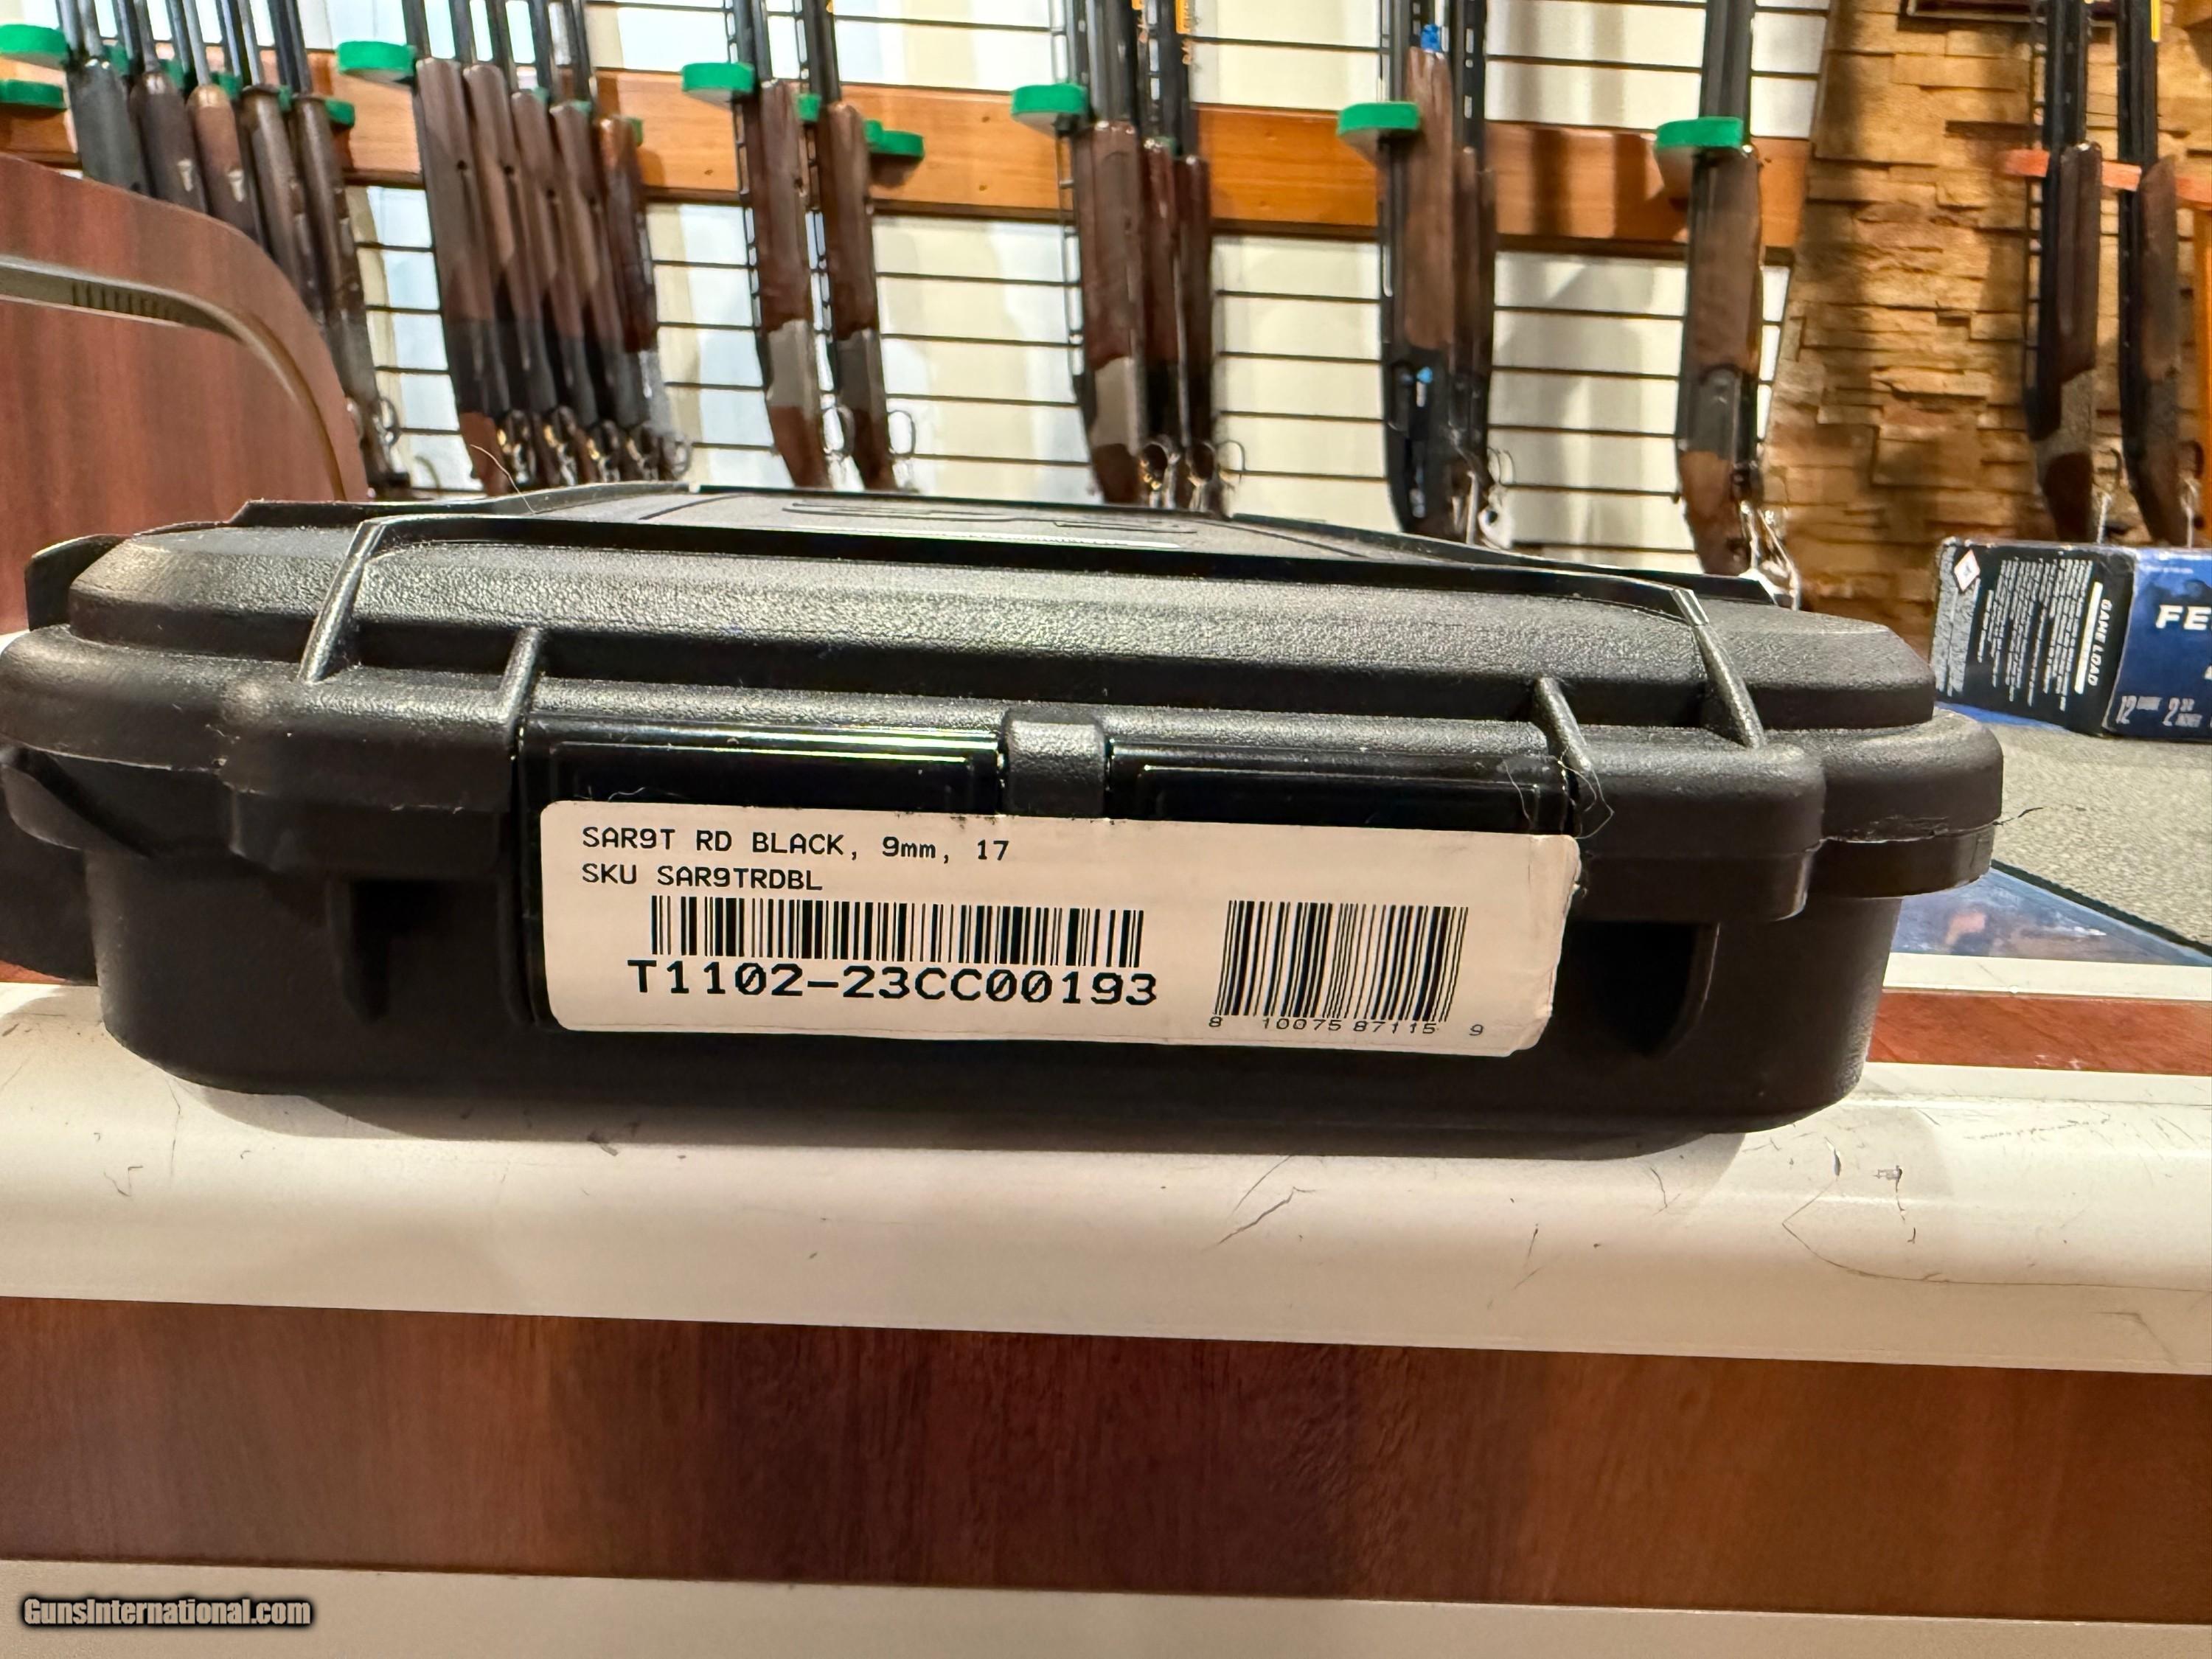 SAR9T RD BLACK, 9mm, 17
SKU SAR9TRDBL
T1102-23CC00193
8 10075 87115 9
GAME LOAD
FE
12 2
GunsInternational.com